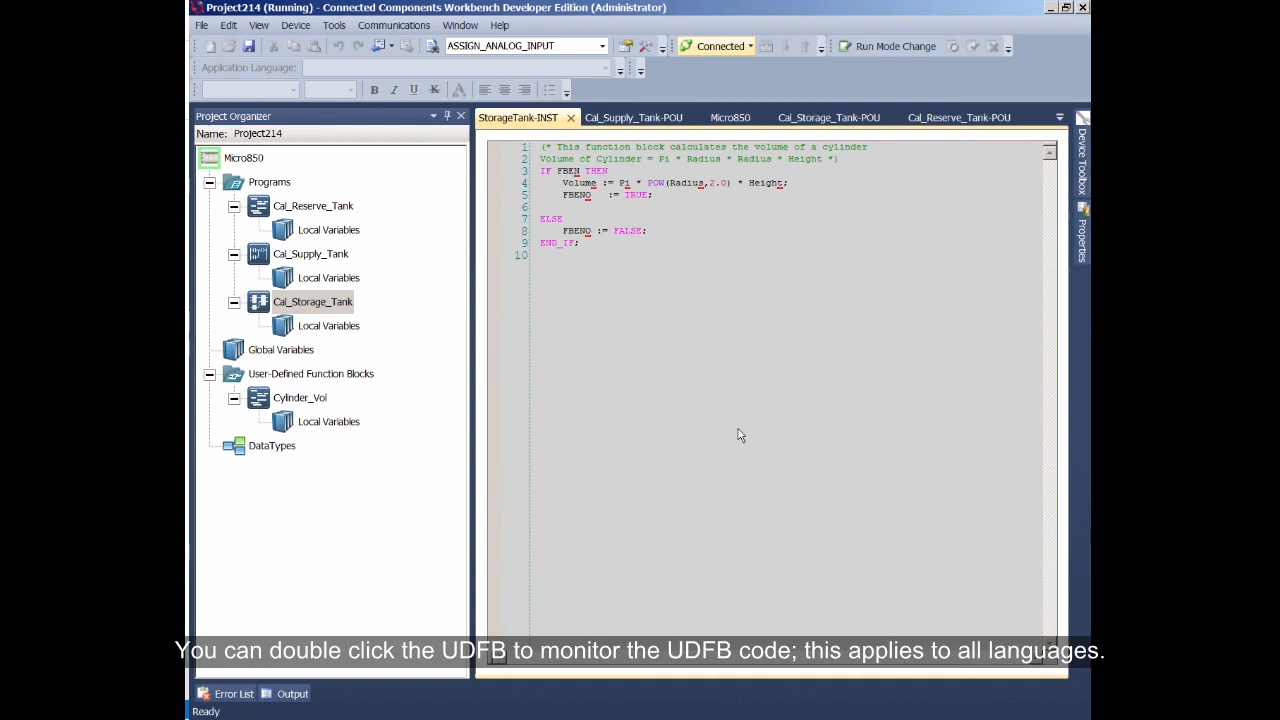 Project214 (Running) - Connected Components Workbench Developer Edition (Administrator)
File Edit View Device Tools Communications Window Help
ASSIGN_ANALOG_INPUT Connected Run Mode Change
Application Language:
B I U K A
Project Organizer
Name: Project214
Micro850
Programs
Cal_Reserve_Tank
Local Variables
Cal_Supply_Tank
Local Variables
Cal_Storage_Tank
Local Variables
Global Variables
User-Defined Function Blocks
Cylinder_Vol
Local Variables
DataTypes
StorageTank-INST Cal_Supply_Tank-POU Micro850 Cal_Storage_Tank-POU Cal_Reserve_Tank-POU
1 (* This function block calculates the volume of a cylinder
2 Volume of Cylinder = Pi * Radius * Radius * Height *)
3 IF FBEN THEN
4 Volume := Pi * POW(Radius,2.0) * Height;
5 FBENO := TRUE;
6
7 ELSE
8 FBENO := FALSE;
9 END_IF;
10
Device Toolbox
Properties
You can double click the UDFB to monitor the UDFB code; this applies to all languages.
Error List Output
Ready